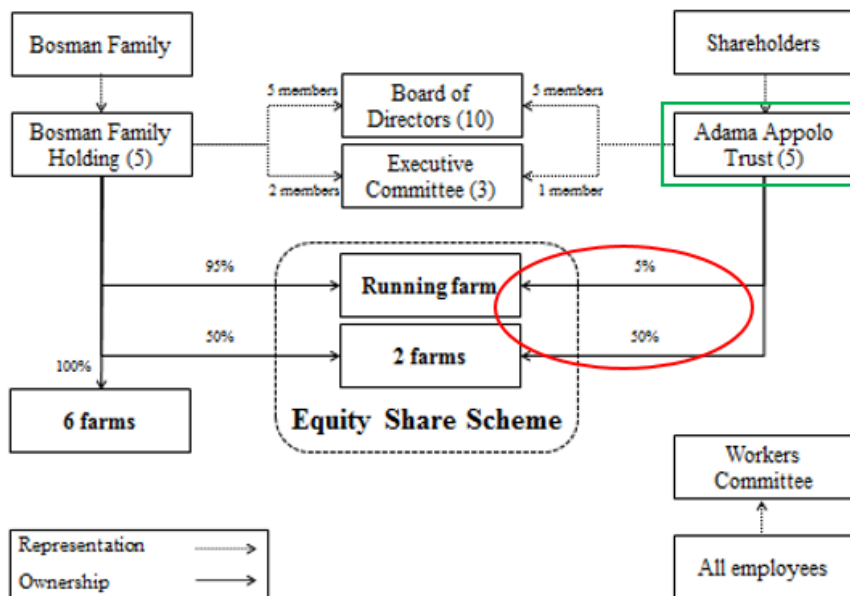 Bosman Family
Shareholders
5 members
Board of
Directors (10)
5 members
Bosman Family
Holding (5)
Adama Appolo
Trust (5)
Executive
Committee (3)
2 members
1 member
95%
Running farm
5%
50%
2 farms
50%
100%
6 farms
Equity Share Scheme
Workers
Committee
Representation
Ownership
All employees